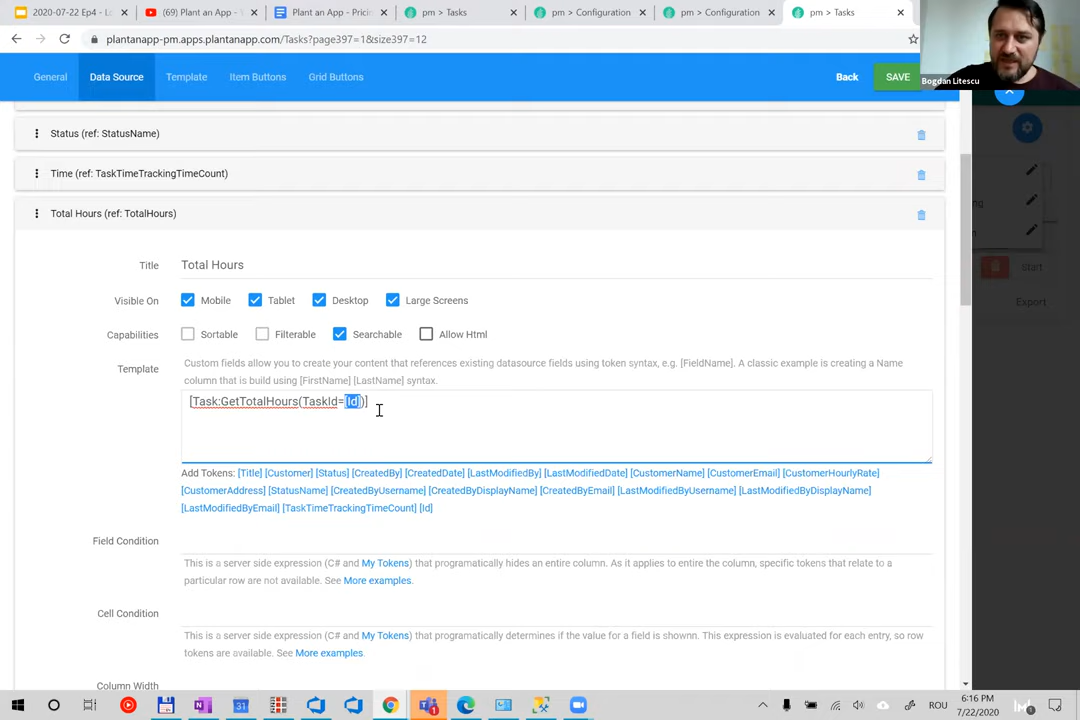 2020-07-22 Ep4 - Lo
(69) Plant an App -
Plant an App - Pricin
pm > Tasks
pm > Configuration
pm > Configuration
pm > Tasks
plantanapp-pm.apps.plantanapp.com/Tasks?page397=1&size397=12
General
Data Source
Template
Item Buttons
Grid Buttons
Back
SAVE
Bogdan Litescu
Status (ref: StatusName)
Time (ref: TaskTimeTrackingTimeCount)
Total Hours (ref: TotalHours)
Title
Total Hours
Visible On
Mobile
Tablet
Desktop
Large Screens
Capabilities
Sortable
Filterable
Searchable
Allow Html
Start
Export
Template
Custom fields allow you to create your content that references existing datasource fields using token syntax, e.g. [FieldName]. A classic example is creating a Name
column that is build using [FirstName] [LastName] syntax.
[Task:GetTotalHours(TaskId=[Id])]
Add Tokens: [Title] [Customer] [Status] [CreatedBy] [CreatedDate] [LastModifiedBy] [LastModifiedDate] [CustomerName] [CustomerEmail] [CustomerHourlyRate]
[CustomerAddress] [StatusName] [CreatedByUsername] [CreatedByDisplayName] [CreatedByEmail] [LastModifiedByUsername] [LastModifiedByDisplayName]
[LastModifiedByEmail] [TaskTimeTrackingTimeCount] [Id]
Field Condition
This is a server side expression (C# and My Tokens) that programatically hides an entire column. As it applies to entire the column, specific tokens that relate to a
particular row are not available. See More examples.
Cell Condition
This is a server side expression (C# and My Tokens) that programatically determines if the value for a field is shownn. This expression is evaluated for each entry, so row
tokens are available. See More examples.
Column Width
ROU
6:16 PM
7/22/2020